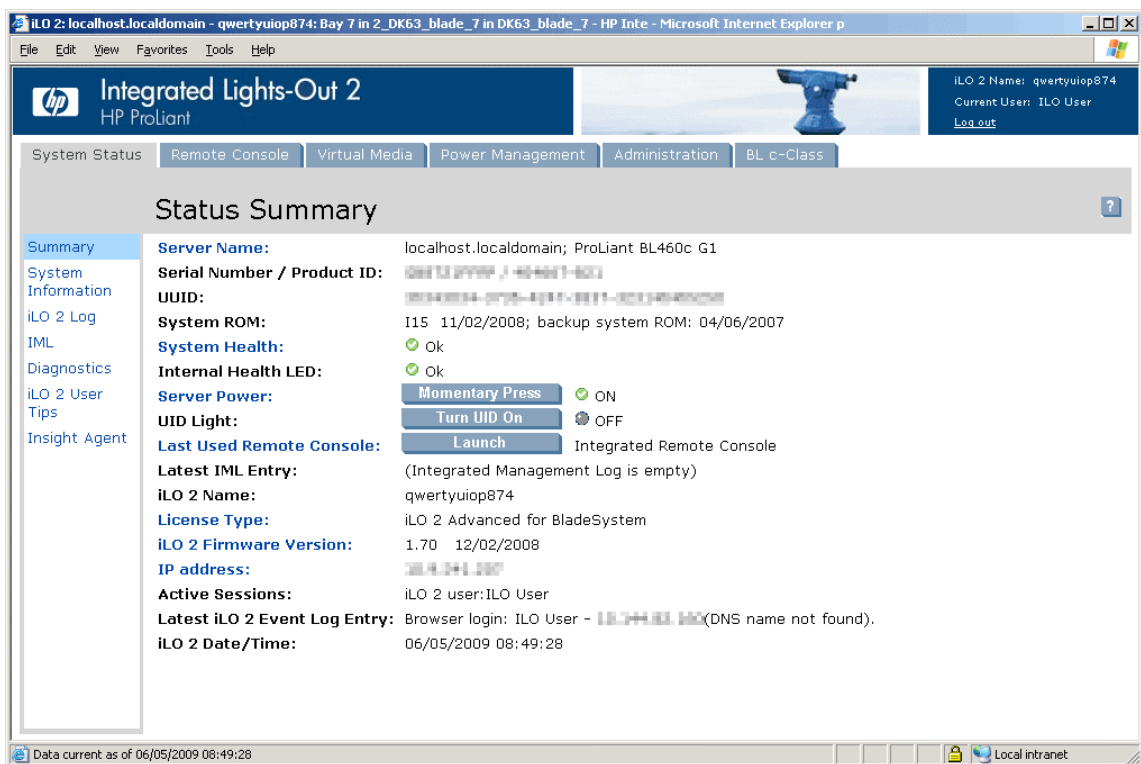 iLO 2: localhost.localdomain - qwertyuiop874: Bay 7 in 2_DK63_blade_7 in DK63_blade_7 - HP Inte - Microsoft Internet Explorer p
File Edit View Favorites Tools Help
hp
Integrated Lights-Out 2
HP ProLiant
iLO 2 Name: qwertyuiop874
Current User: ILO User
Log out
System Status Remote Console Virtual Media Power Management Administration BL c-Class
Status Summary
?
Summary
System
Information
iLO 2 Log
IML
Diagnostics
iLO 2 User
Tips
Insight Agent
Server Name: localhost.localdomain; ProLiant BL460c G1
Serial Number / Product ID:
UUID:
System ROM: I15 11/02/2008; backup system ROM: 04/06/2007
System Health: Ok
Internal Health LED: Ok
Server Power: Momentary Press ON
UID Light: Turn UID On OFF
Last Used Remote Console: Launch Integrated Remote Console
Latest IML Entry: (Integrated Management Log is empty)
iLO 2 Name: qwertyuiop874
License Type: iLO 2 Advanced for BladeSystem
iLO 2 Firmware Version: 1.70 12/02/2008
IP address:
Active Sessions: iLO 2 user:ILO User
Latest iLO 2 Event Log Entry: Browser login: ILO User - (DNS name not found).
iLO 2 Date/Time: 06/05/2009 08:49:28
Data current as of 06/05/2009 08:49:28
Local intranet